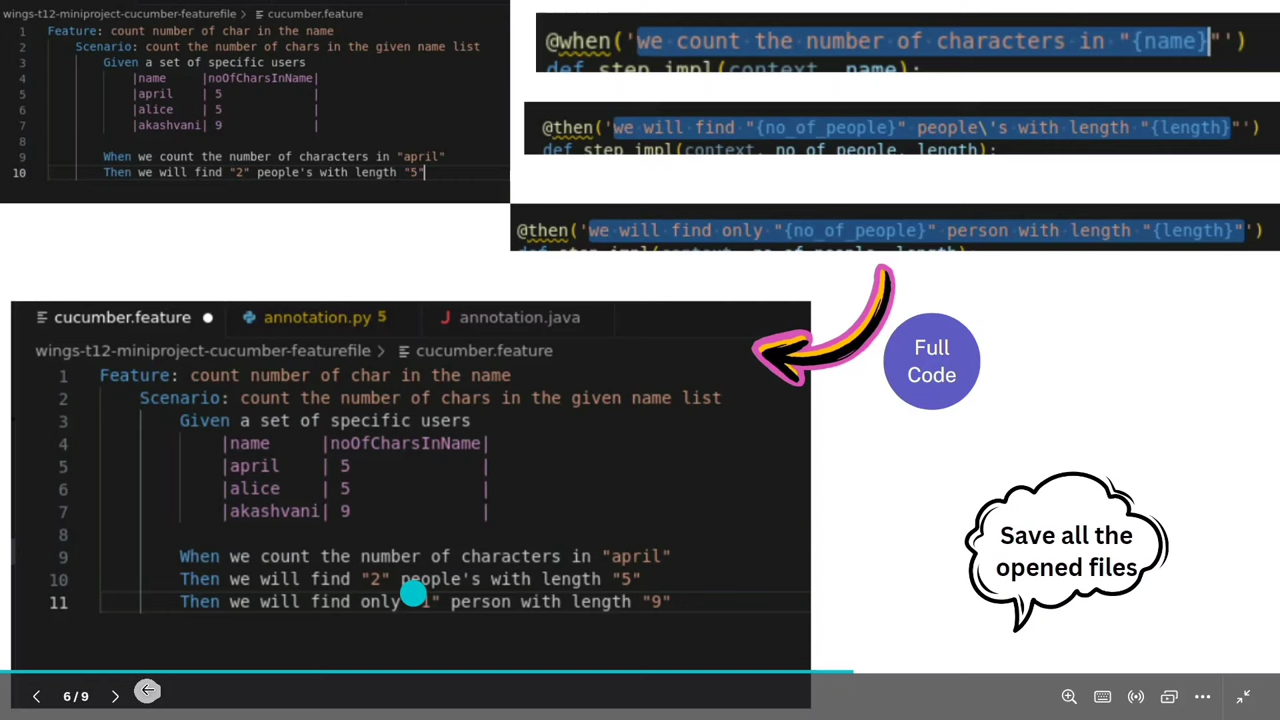 wings-t12-miniproject-cucumber-featurefile > cucumber.feature
1 Feature: count number of char in the name
2 Scenario: count the number of chars in the given name list
3 Given a set of specific users
4 |name |noOfCharsInName|
5 |april | 5 |
6 |alice | 5 |
7 |akashvani| 9 |
8
9 When we count the number of characters in "april"
10 Then we will find "2" people's with length "5"
@when('we count the number of characters in "{name}"')
def step_impl(context, name):
@then('we will find "{no_of_people}" people\'s with length "{length}"')
def step_impl(context, no_of_people, length):
@then('we will find only "{no_of_people}" person with length "{length}"')
def step_impl(context, no_of_people, length)
cucumber.feature annotation.py 5 annotation.java
wings-t12-miniproject-cucumber-featurefile > cucumber.feature
1 Feature: count number of char in the name
2 Scenario: count the number of chars in the given name list
3 Given a set of specific users
4 |name |noOfCharsInName|
5 |april | 5 |
6 |alice | 5 |
7 |akashvani| 9 |
8
9 When we count the number of characters in "april"
10 Then we will find "2" people's with length "5"
11 Then we will find only "1" person with length "9"
Full
Code
Save all the
opened files
6/9